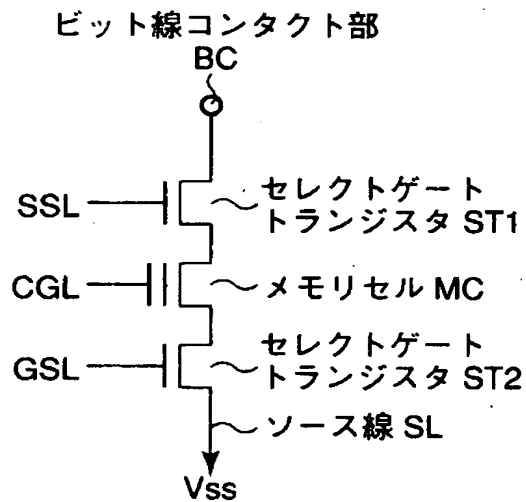 ビット線コンタクト部
BC
SSL
セレクトゲート
トランジスタ ST1
CGL
メモリセル MC
GSL
セレクトゲート
トランジスタ ST2
ソース線 SL
Vss